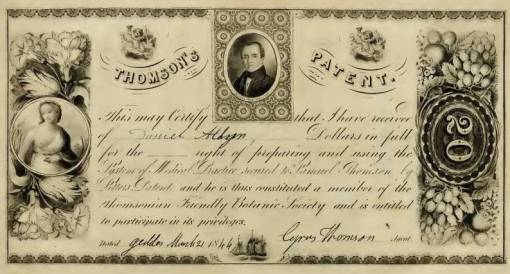 THOMSON'S PATENT.
20
This may Certify that I have receive
of Daniel Dollars in full
for the right of preparing and using the
System of Medical Practice secured to Samuel Thomson by
Letters Patent, and he is thus constituted a member of the
Thomsonian Friendly Botanic Society and is entitled
to participate in its privileges.
Dated Geddes March 21 1844 Cyrus Thomson Agent